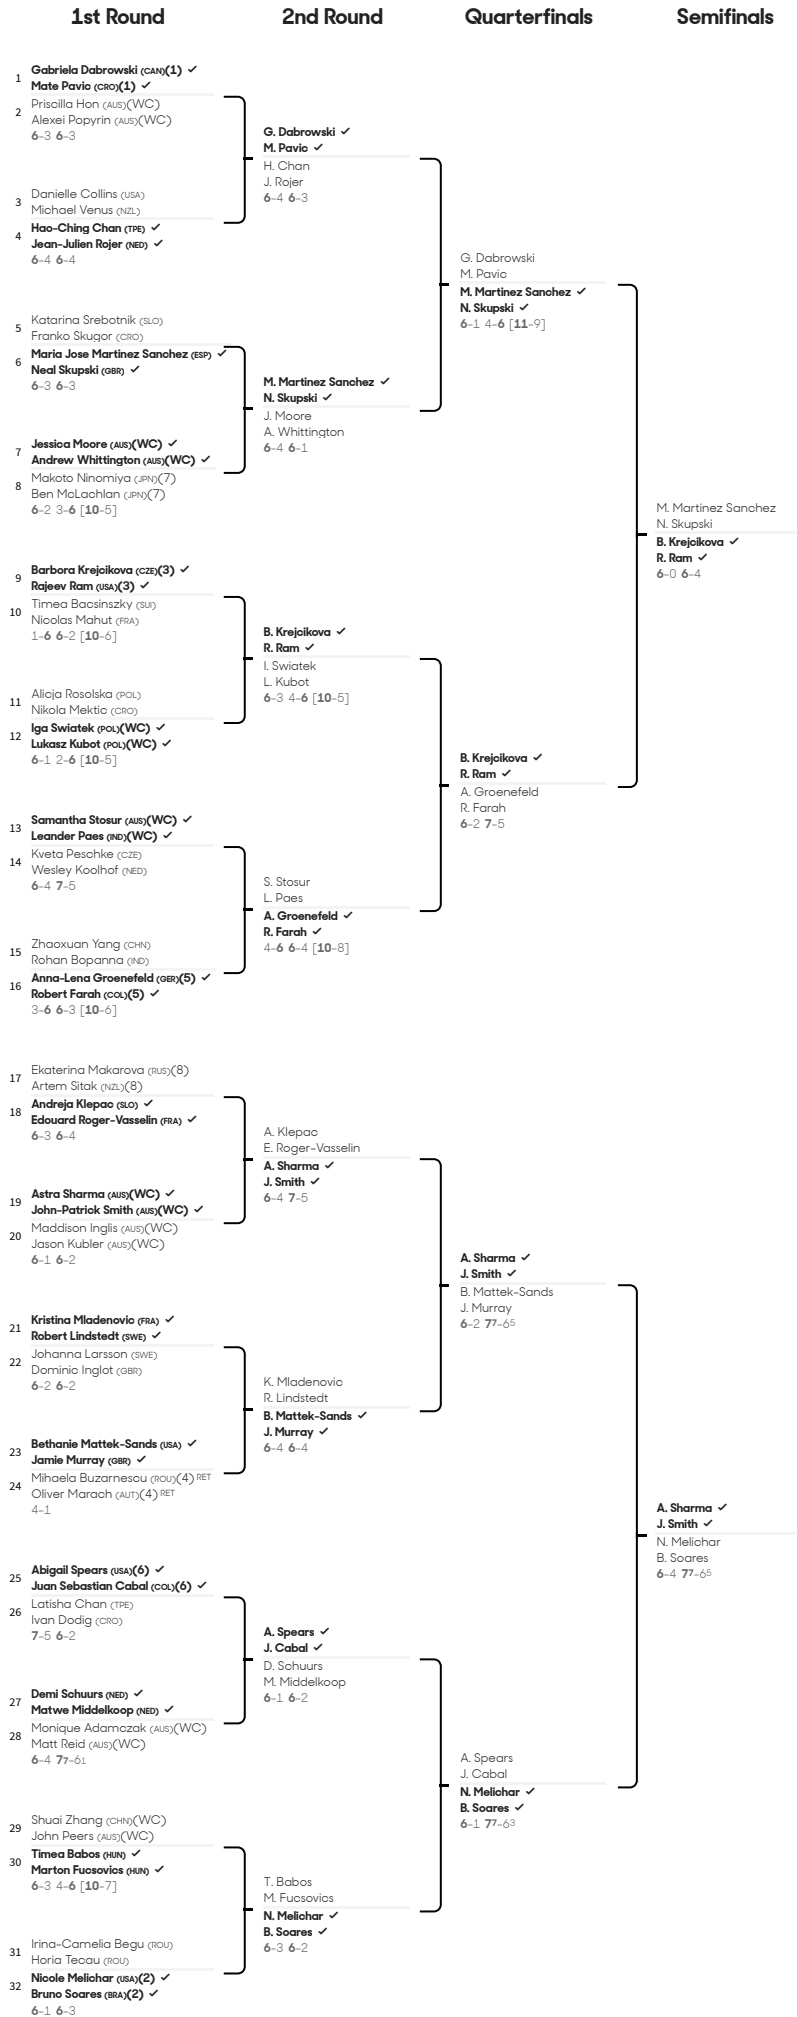 1st Round
2nd Round
Quarterfinals
Semifinals
1
Gabriela Dabrowski (CAN)(1) ✓
Mate Pavic (CRO)(1) ✓
2
Priscilla Hon (AUS)(WC)
Alexei Popyrin (AUS)(WC)
6-3 6-3
3
Danielle Collins (USA)
Michael Venus (NZL)
4
Hao-Ching Chan (TPE) ✓
Jean-Julien Rojer (NED) ✓
6-4 6-4
5
Katarina Srebotnik (SLO)
Franko Skugor (CRO)
6
Maria Jose Martinez Sanchez (ESP) ✓
Neal Skupski (GBR) ✓
6-3 6-3
7
Jessica Moore (AUS)(WC) ✓
Andrew Whittington (AUS)(WC) ✓
8
Makoto Ninomiya (JPN)(7)
Ben McLachlan (JPN)(7)
6-2 3-6 [10-5]
9
Barbora Krejcikova (CZE)(3) ✓
Rajeev Ram (USA)(3) ✓
10
Timea Bacsinszky (SUI)
Nicolas Mahut (FRA)
1-6 6-2 [10-6]
11
Alicja Rosolska (POL)
Nikola Mektic (CRO)
12
Iga Swiatek (POL)(WC) ✓
Lukasz Kubot (POL)(WC) ✓
6-1 2-6 [10-5]
13
Samantha Stosur (AUS)(WC) ✓
Leander Paes (IND)(WC) ✓
14
Kveta Peschke (CZE)
Wesley Koolhof (NED)
6-4 7-5
15
Zhaoxuan Yang (CHN)
Rohan Bopanna (IND)
16
Anna-Lena Groenefeld (GER)(5) ✓
Robert Farah (COL)(5) ✓
3-6 6-3 [10-6]
17
Ekaterina Makarova (RUS)(8)
Artem Sitak (NZL)(8)
18
Andreja Klepac (SLO) ✓
Edouard Roger-Vasselin (FRA) ✓
6-3 6-4
19
Astra Sharma (AUS)(WC) ✓
John-Patrick Smith (AUS)(WC) ✓
20
Maddison Inglis (AUS)(WC)
Jason Kubler (AUS)(WC)
6-1 6-2
21
Kristina Mladenovic (FRA) ✓
Robert Lindstedt (SWE) ✓
22
Johanna Larsson (SWE)
Dominic Inglot (GBR)
6-2 6-2
23
Bethanie Mattek-Sands (USA) ✓
Jamie Murray (GBR) ✓
24
Mihaela Buzarnescu (ROU)(4) RET
Oliver Marach (AUT)(4) RET
4-1
25
Abigail Spears (USA)(6) ✓
Juan Sebastian Cabal (COL)(6) ✓
26
Latisha Chan (TPE)
Ivan Dodig (CRO)
7-5 6-2
27
Demi Schuurs (NED) ✓
Matwe Middelkoop (NED) ✓
28
Monique Adamczak (AUS)(WC)
Matt Reid (AUS)(WC)
6-4 77-61
29
Shuai Zhang (CHN)(WC)
John Peers (AUS)(WC)
30
Timea Babos (HUN) ✓
Marton Fucsovics (HUN) ✓
6-3 4-6 [10-7]
31
Irina-Camelia Begu (ROU)
Horia Tecau (ROU)
32
Nicole Melichar (USA)(2) ✓
Bruno Soares (BRA)(2) ✓
6-1 6-3
G. Dabrowski ✓
M. Pavic ✓
H. Chan
J. Rojer
6-4 6-3
M. Martinez Sanchez ✓
N. Skupski ✓
J. Moore
A. Whittington
6-4 6-1
B. Krejcikova ✓
R. Ram ✓
I. Swiatek
L. Kubot
6-3 4-6 [10-5]
S. Stosur
L. Paes
A. Groenefeld ✓
R. Farah ✓
4-6 6-4 [10-8]
A. Klepac
E. Roger-Vasselin
A. Sharma ✓
J. Smith ✓
6-4 7-5
K. Mladenovic
R. Lindstedt
B. Mattek-Sands ✓
J. Murray ✓
6-4 6-4
A. Spears ✓
J. Cabal ✓
D. Schuurs
M. Middelkoop
6-1 6-2
T. Babos
M. Fucsovics
N. Melichar ✓
B. Soares ✓
6-3 6-2
G. Dabrowski
M. Pavic
M. Martinez Sanchez ✓
N. Skupski ✓
6-1 4-6 [11-9]
B. Krejcikova ✓
R. Ram ✓
A. Groenefeld
R. Farah
6-2 7-5
A. Sharma ✓
J. Smith ✓
B. Mattek-Sands
J. Murray
6-2 7⁷-6⁵
A. Spears
J. Cabal
N. Melichar ✓
B. Soares ✓
6-1 7⁷-6³
M. Martinez Sanchez
N. Skupski
B. Krejcikova ✓
R. Ram ✓
6-0 6-4
A. Sharma ✓
J. Smith ✓
N. Melichar
B. Soares
6-4 7⁷-6⁵